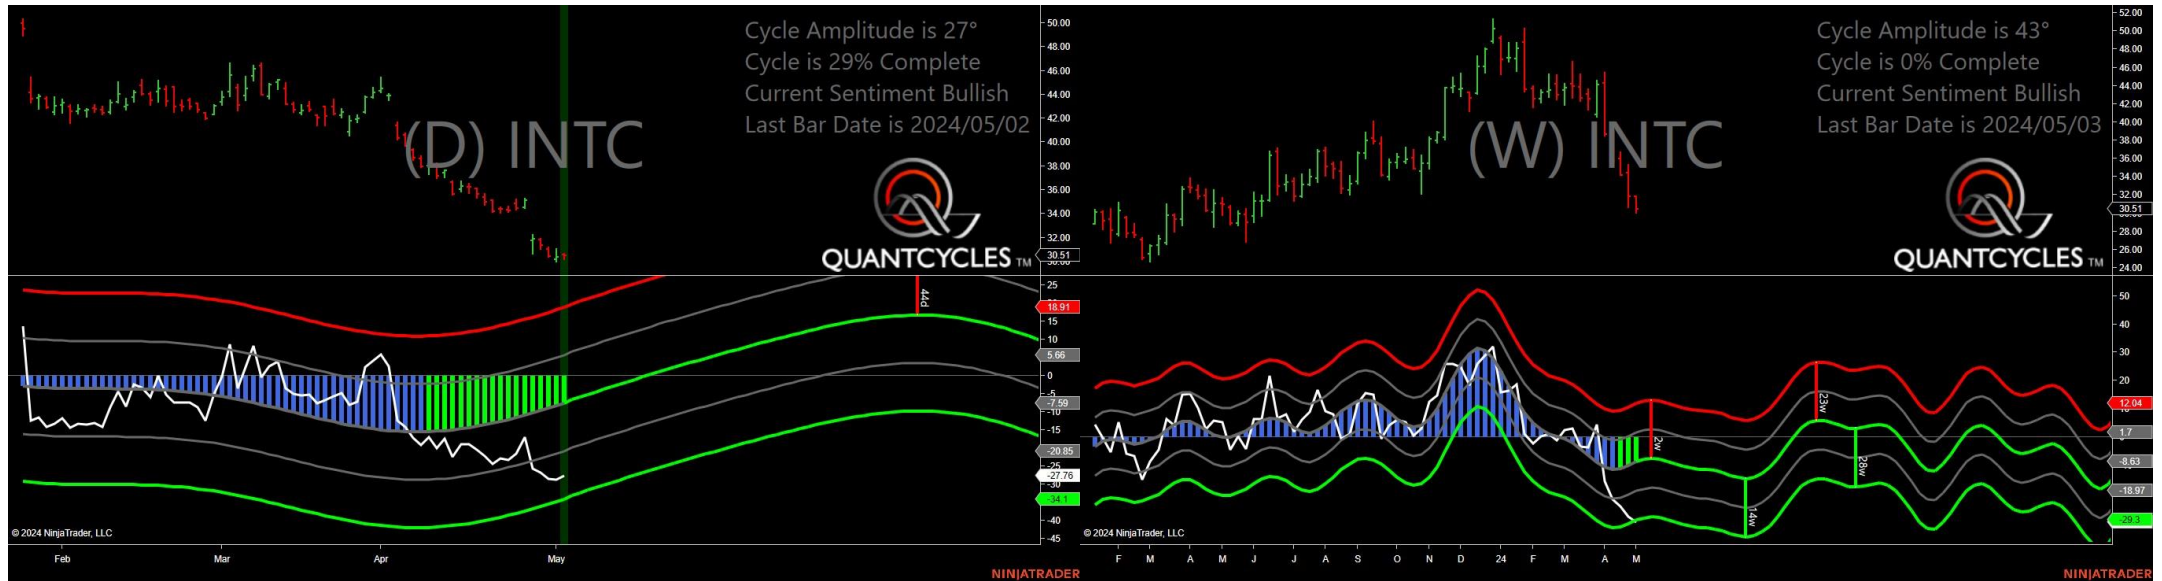 Cycle Amplitude is 27°
Cycle is 29% Complete
Current Sentiment Bullish
Last Bar Date is 2024/05/02
(D) INTC
QUANTCYCLES TM
50.00
48.00
46.00
44.00
42.00
40.00
38.00
36.00
34.00
32.00
30.51
44d
25
18.91
15
10
5.66
0
-7.59
-10
-15
-20.85
-25
-27.76
-30
-34.1
-40
-45
© 2024 NinjaTrader, LLC
Feb Mar Apr May
NINJATRADER
Cycle Amplitude is 43°
Cycle is 0% Complete
Current Sentiment Bullish
Last Bar Date is 2024/05/03
(W) INTC
QUANTCYCLES TM
52.00
50.00
48.00
46.00
44.00
42.00
40.00
38.00
36.00
34.00
32.00
30.51
28.00
26.00
24.00
2w
14w
23w
28w
50
40
30
20
12.04
1.7
-8.63
-18.97
-29.3
© 2024 NinjaTrader, LLC
F M A M J J A S O N D 24 F M A M
NINJATRADER